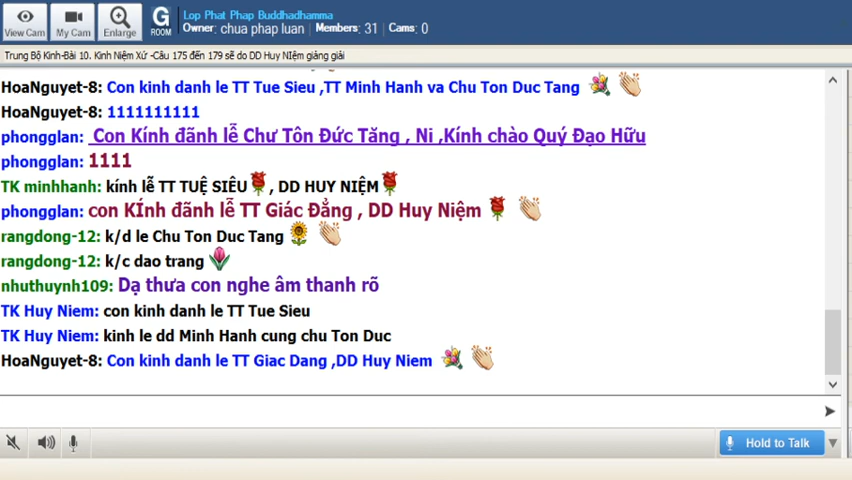 Lop Phat Phap Buddhadhamma
Owner: chua phap luan Members: 31 Cams: 0
View Cam My Cam Enlarge G ROOM
Trung Bộ Kinh-Bài 10. Kinh Niệm Xứ -Câu 175 đến 179 sẽ do DD Huy NIệm giảng giải
HoaNguyet-8: Con kinh danh le TT Tue Sieu ,TT Minh Hanh va Chu Ton Duc Tang
HoaNguyet-8: 1111111111
phongglan: Con Kính đãnh lễ Chư Tôn Đức Tăng , Ni ,Kính chào Quý Đạo Hữu
phongglan: 1111
TK minhhanh: kính lễ TT TUỆ SIÊU , DD HUY NIỆM
phongglan: con KÍnh đãnh lễ TT Giác Đẳng , DD Huy Niệm
rangdong-12: k/d le Chu Ton Duc Tang
rangdong-12: k/c dao trang
nhuthuynh109: Dạ thưa con nghe âm thanh rõ
TK Huy Niem: con kinh danh le TT Tue Sieu
TK Huy Niem: kinh le dd Minh Hanh cung chu Ton Duc
HoaNguyet-8: Con kinh danh le TT Giac Dang ,DD Huy Niem
Hold to Talk